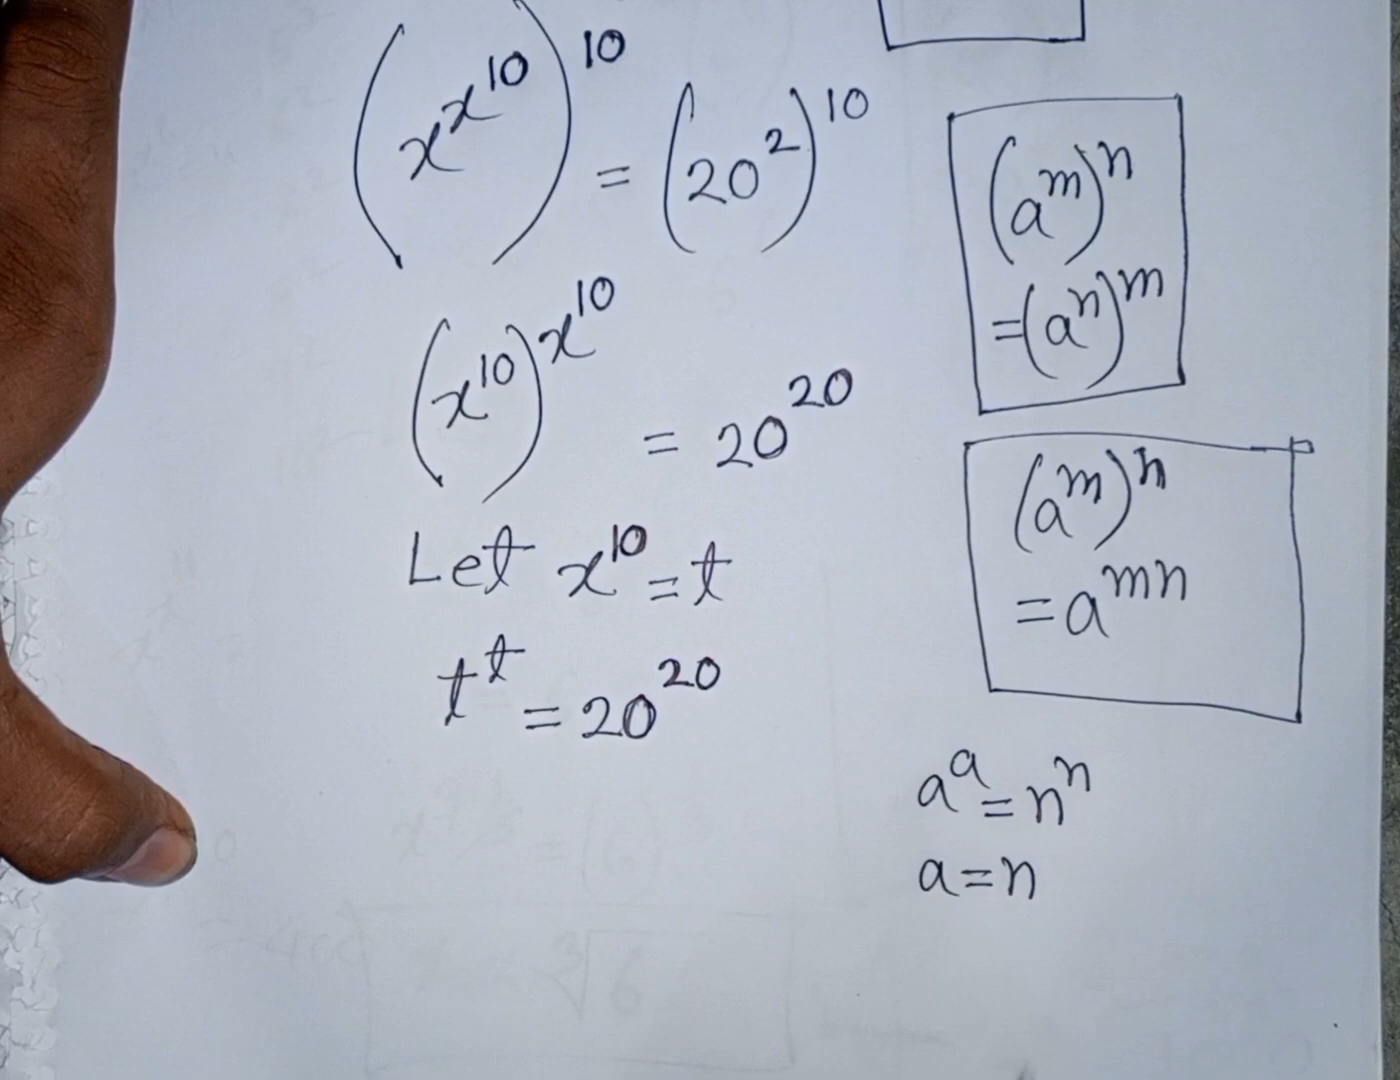 (x^x^10)^10 = (20^2)^10
(x^10)^x^10 = 20^20
Let x^10 = t
t^t = 20^20
(a^m)^n
=(a^n)^m
(a^m)^n
=a^mn
a^a=n^n
a=n